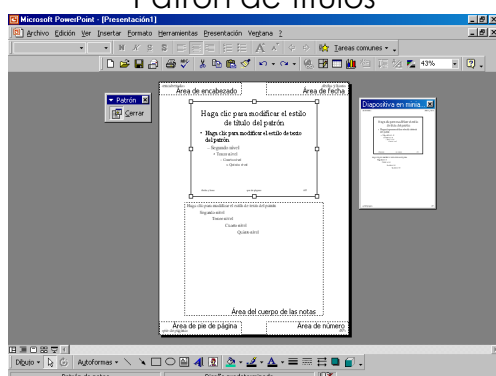 Patrón de Títulos
Microsoft PowerPoint - [Presentación1]
Archivo Edición Ver Insertar Formato Herramientas Presentación Ventana ?
N K S S
Tareas comunes
43%
Patrón
Cerrar
Área de encabezado
Área de fecha
Diapositiva en minia...
Haga clic para modificar el estilo
de título del patrón
• Haga clic para modificar el estilo de texto
del patrón
– Segundo nivel
• Tercer nivel
– Cuarto nivel
» Quinto nivel
Haga clic para modificar el estilo de texto del patrón
Segundo nivel
Tercer nivel
Cuarto nivel
Quinto nivel
Área del cuerpo de las notas
Área de pie de página
Área de número
Dibujo
Autoformas